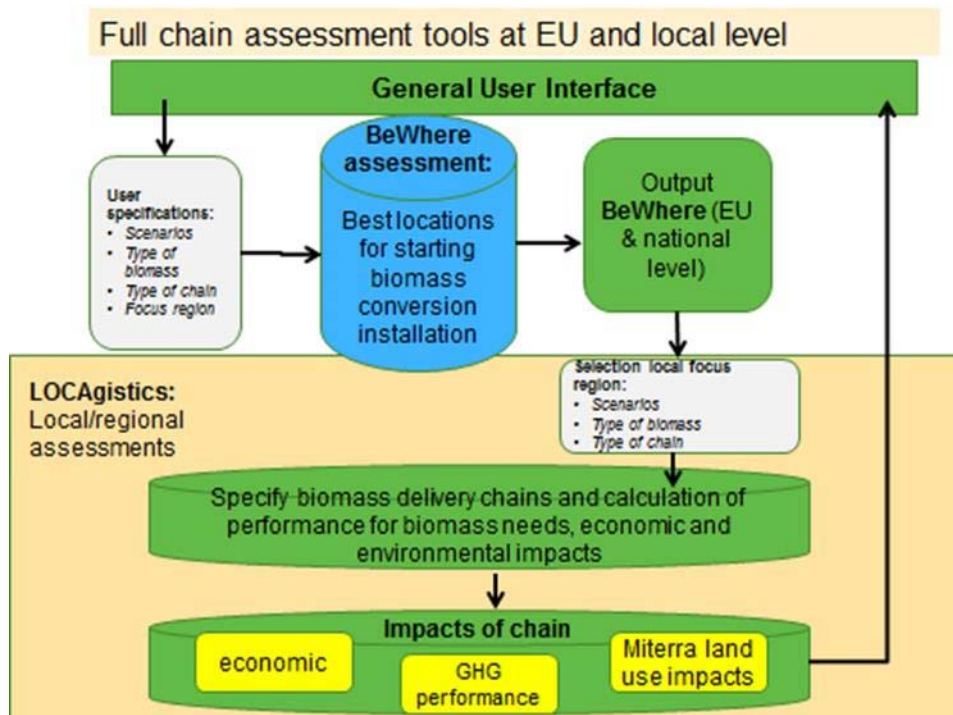 Full chain assessment tools at EU and local level
General User Interface
User
specifications:
• Scenarios
• Type of
biomass
• Type of chain
• Focus region
BeWhere
assessment:
Best locations
for starting
biomass
conversion
installation
Output
BeWhere (EU
& national
level)
LOCAgistics:
Local/regional
assessments
Selection local focus
region:
• Scenarios
• Type of biomass
• Type of chain
Specify biomass delivery chains and calculation of
performance for biomass needs, economic and
environmental impacts
Impacts of chain
economic
GHG
performance
Miterra land
use impacts